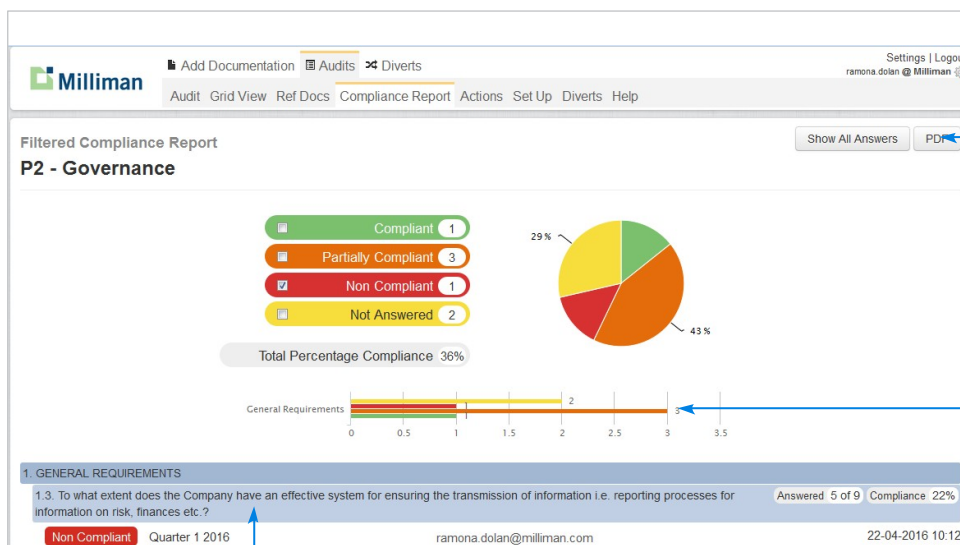 Settings | Logou
ramona.dolan @ Milliman
Milliman
Add Documentation Audits Diverts
Audit Grid View Ref Docs Compliance Report Actions Set Up Diverts Help
Filtered Compliance Report
Show All Answers PDF
P2 - Governance
Compliant 1
Partially Compliant 3
Non Compliant 1
Not Answered 2
Total Percentage Compliance 36%
29 %
43 %
General Requirements
2
1
3
0 0.5 1 1.5 2 2.5 3 3.5
1. GENERAL REQUIREMENTS
1.3. To what extent does the Company have an effective system for ensuring the transmission of information i.e. reporting processes for
information on risk, finances etc.?
Answered 5 of 9 Compliance 22%
Non Compliant Quarter 1 2016 ramona.dolan@milliman.com 22-04-2016 10:12